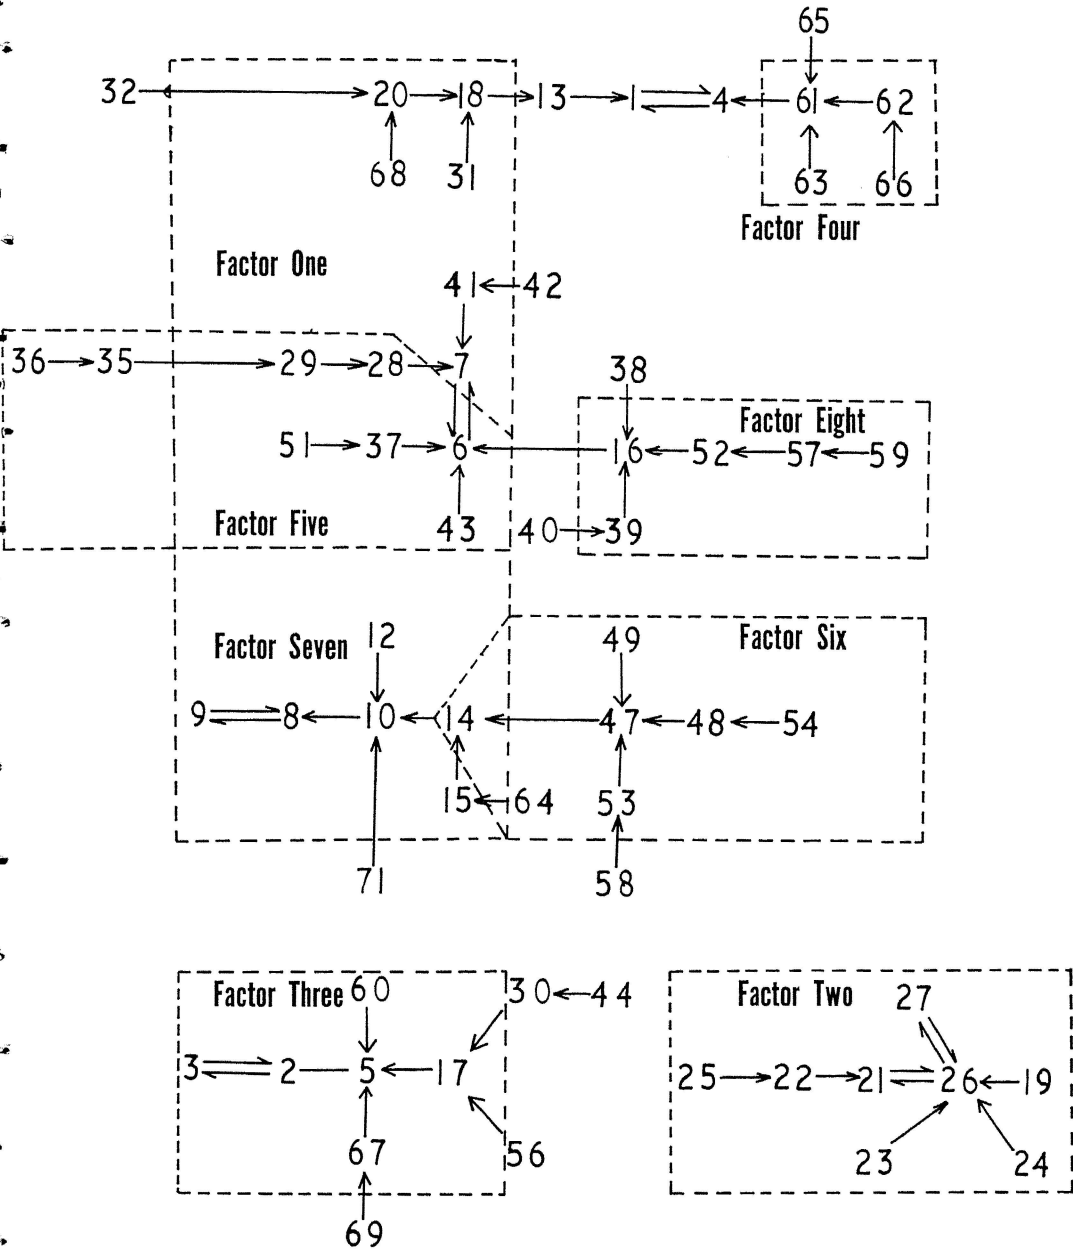 65
32 20 18 13 1 4 61 62
68 31 63 66
Factor Four
Factor One
41 42
36 35 29 28 7
38
Factor Eight
51 37 6 16 52 57 59
Factor Five 43 40 39
Factor Seven 12 49 Factor Six
9 8 10 14 47 48 54
15 64 53
71 58
Factor Three 60 30 44 Factor Two 27
3 2 5 17 25 22 21 26 19
67 56 23 24
69